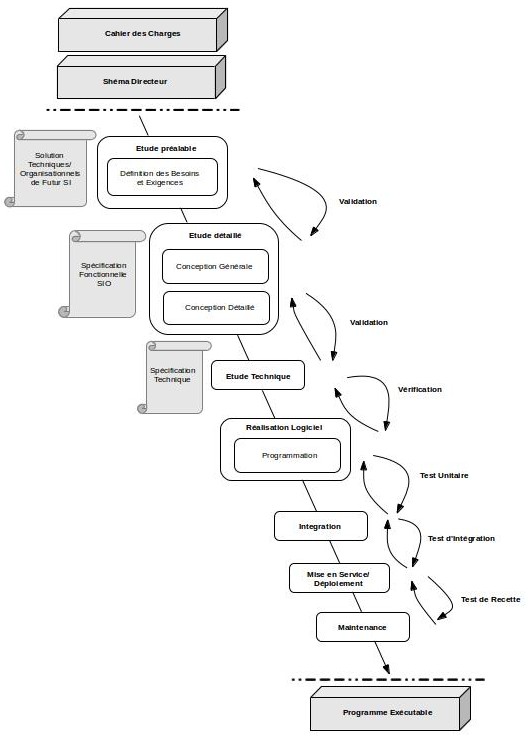 Cahier des Charges
Shéma Directeur
Etude préalable
Définition des Besoins
et Exigences
Solution
Techniques/
Organisationnels
de Futur SI
Validation
Etude détaillé
Conception Générale
Conception Détaillé
Spécification
Fonctionnelle
SIO
Validation
Etude Technique
Spécification
Technique
Vérification
Réalisation Logiciel
Programmation
Test Unitaire
Integration
Test d'Intégration
Mise en Service/
Déploiement
Test de Recette
Maintenance
Programme Exécutable